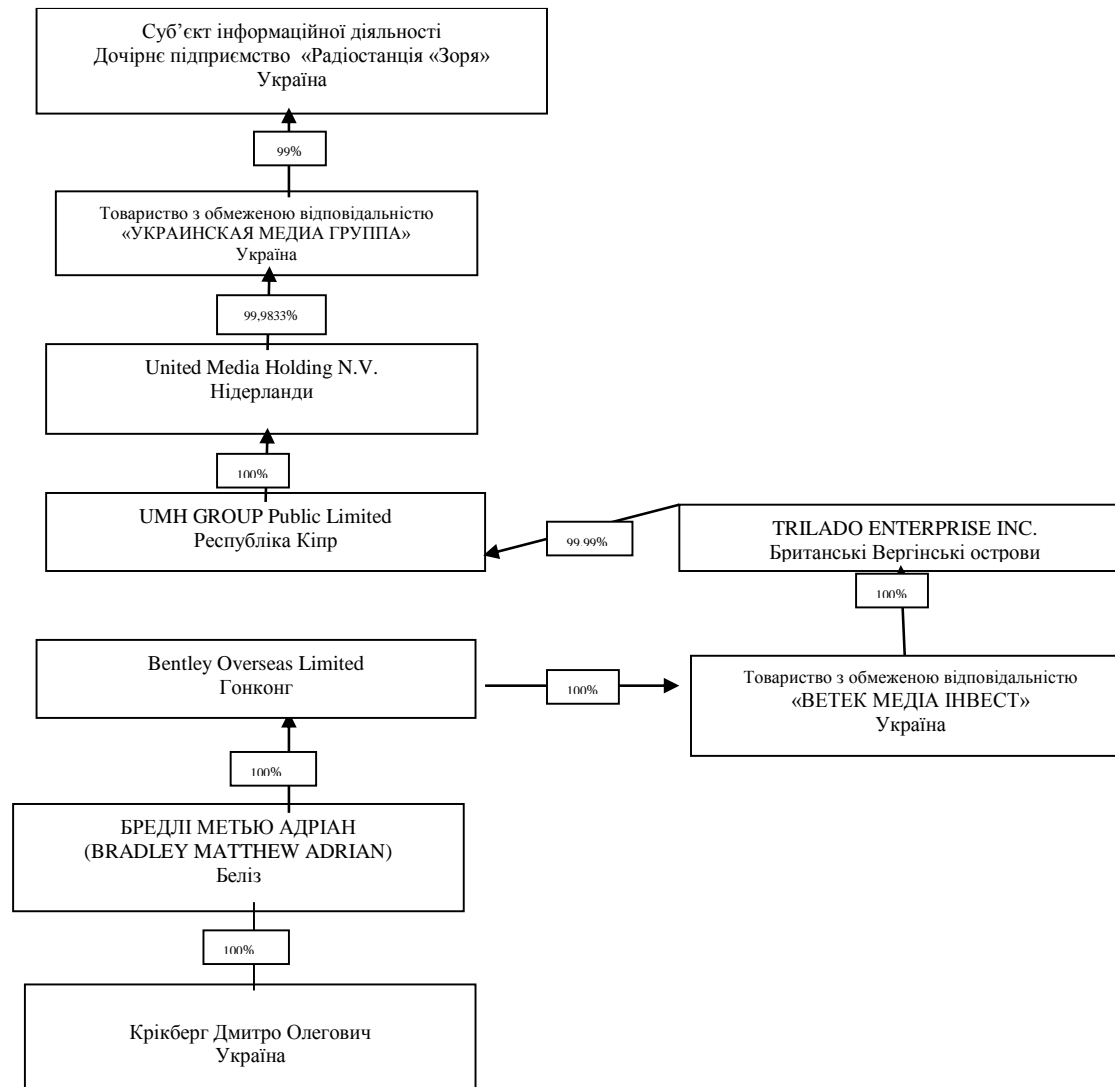 Суб’єкт інформаційної діяльності
Дочірнє підприємство «Радіостанція «Зоря»
Україна
99%
Товариство з обмеженою відповідальністю
«УКРАИНСКАЯ МЕДИА ГРУППА»
Україна
99,9833%
United Media Holding N.V.
Нідерланди
100%
UMH GROUP Public Limited
Республіка Кіпр
99.99%
TRILADO ENTERPRISE INC.
Британські Вергінські острови
100%
Bentley Overseas Limited
Гонконг
100%
Товариство з обмеженою відповідальністю
«ВЕТЕК МЕДІА ІНВЕСТ»
Україна
100%
БРЕДЛІ МЕТЬЮ АДРІАН
(BRADLEY MATTHEW ADRIAN)
Беліз
100%
Крікберг Дмитро Олегович
Україна